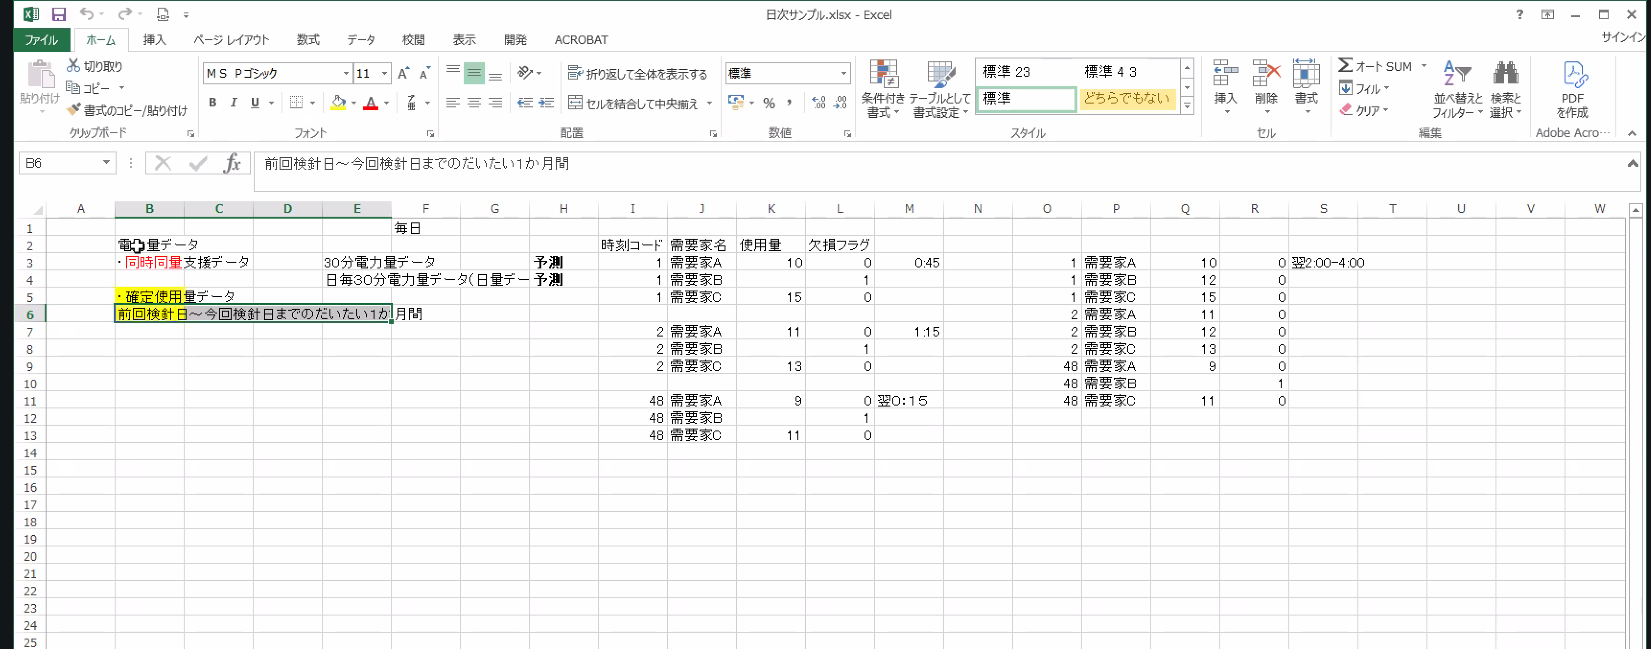 日次サンプル.xlsx - Excel
サインイン
ファイル ホーム 挿入 ページ レイアウト 数式 データ 校閲 表示 開発 ACROBAT
貼り付け
切り取り
コピー
書式のコピー/貼り付け
クリップボード
ＭＳ Ｐゴシック 11
B I U
フォント
折り返して全体を表示する
セルを結合して中央揃え
配置
標準
%
数値
条件付き書式
テーブルとして書式設定
標準 23 標準 4 3
標準 どちらでもない
スタイル
挿入 削除 書式
セル
オート SUM
フィル
クリア
並べ替えとフィルター
検索と選択
編集
PDFを作成
Adobe Acro…
B6 fx 前回検針日～今回検針日までのだいたい1か月間
A B C D E F G H I J K L M N O P Q R S T U V W
1 毎日
2 電力量データ 時刻コード 需要家名 使用量 欠損フラグ
3 ・同時同量支援データ 30分電力量データ 予測 1 需要家A 10 0 0:45 1 需要家A 10 0 翌2:00-4:00
4 日毎30分電力量データ(日量デー 予測 1 需要家B 1 1 需要家B 12 0
5 ・確定使用量データ 1 需要家C 15 0 1 需要家C 15 0
6 前回検針日～今回検針日までのだいたい1か月間 2 需要家A 11 0
7 2 需要家A 11 0 1:15 2 需要家B 12 0
8 2 需要家B 1 2 需要家C 13 0
9 2 需要家C 13 0 48 需要家A 9 0
10 48 需要家B 1
11 48 需要家A 9 0 翌0：15 48 需要家C 11 0
12 48 需要家B 1
13 48 需要家C 11 0
14
15
16
17
18
19
20
21
22
23
24
25